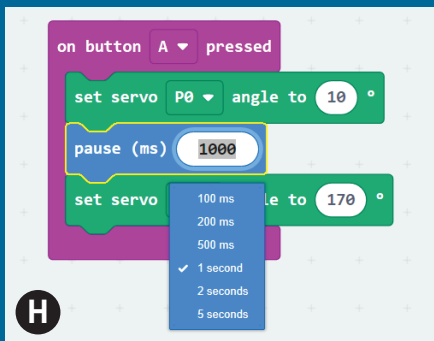 on button A pressed
set servo P0 angle to 10 °
pause (ms) 1000
set servo le to 170 °
100 ms
200 ms
500 ms
✓ 1 second
2 seconds
5 seconds
H